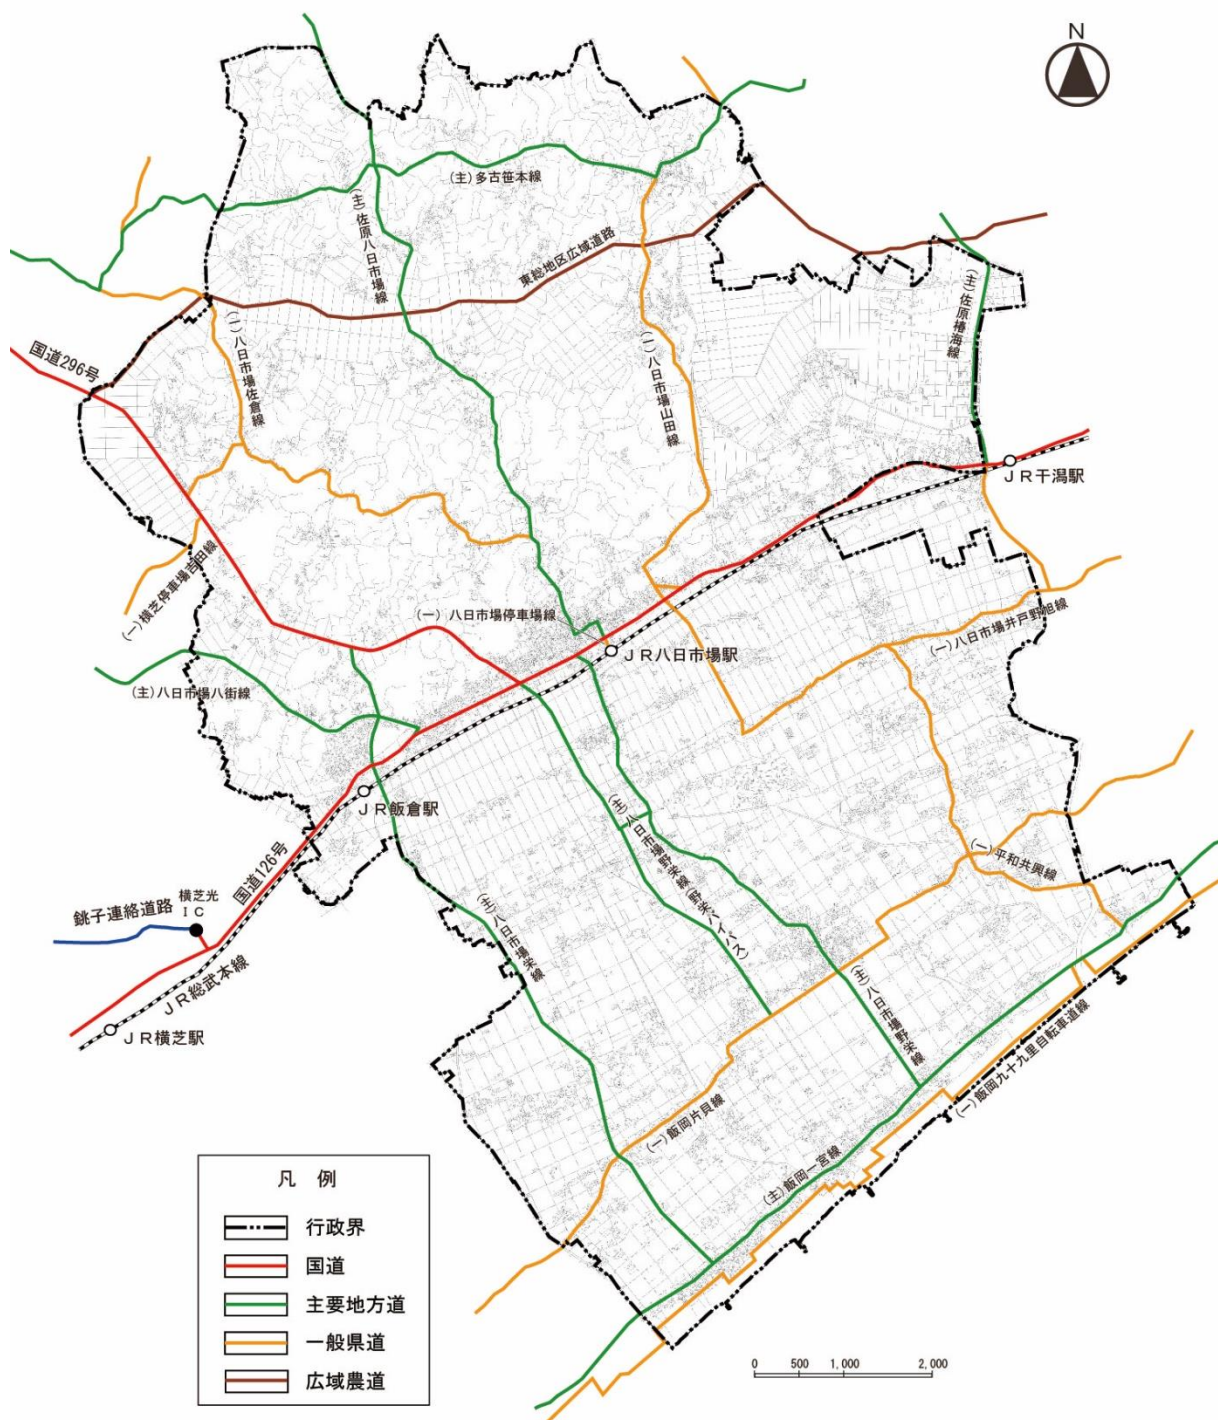 N
(主)多古笹本線
(主)佐原八日市場線
東総地区広域道路
(主)佐原椿海線
国道296号
(一)八日市場佐倉線
(一)八日市場山田線
JR干潟駅
(一)横芝停車場吉田線
(一)八日市場停車場線
(一)八日市場井戸野旭線
JR八日市場駅
(主)八日市場八街線
JR飯倉駅
(主)八日市場野栄線(野栄バイパス)
(一)平和共興線
国道126号
横芝光
IC
銚子連絡道路
(主)八日市場栄線
JR総武本線
(主)八日市場野栄線
JR横芝駅
(一)飯岡九十九里自転車道線
(一)飯岡片貝線
(主)飯岡一宮線
凡 例
行政界
国道
主要地方道
一般県道
広域農道
0 500 1,000 2,000